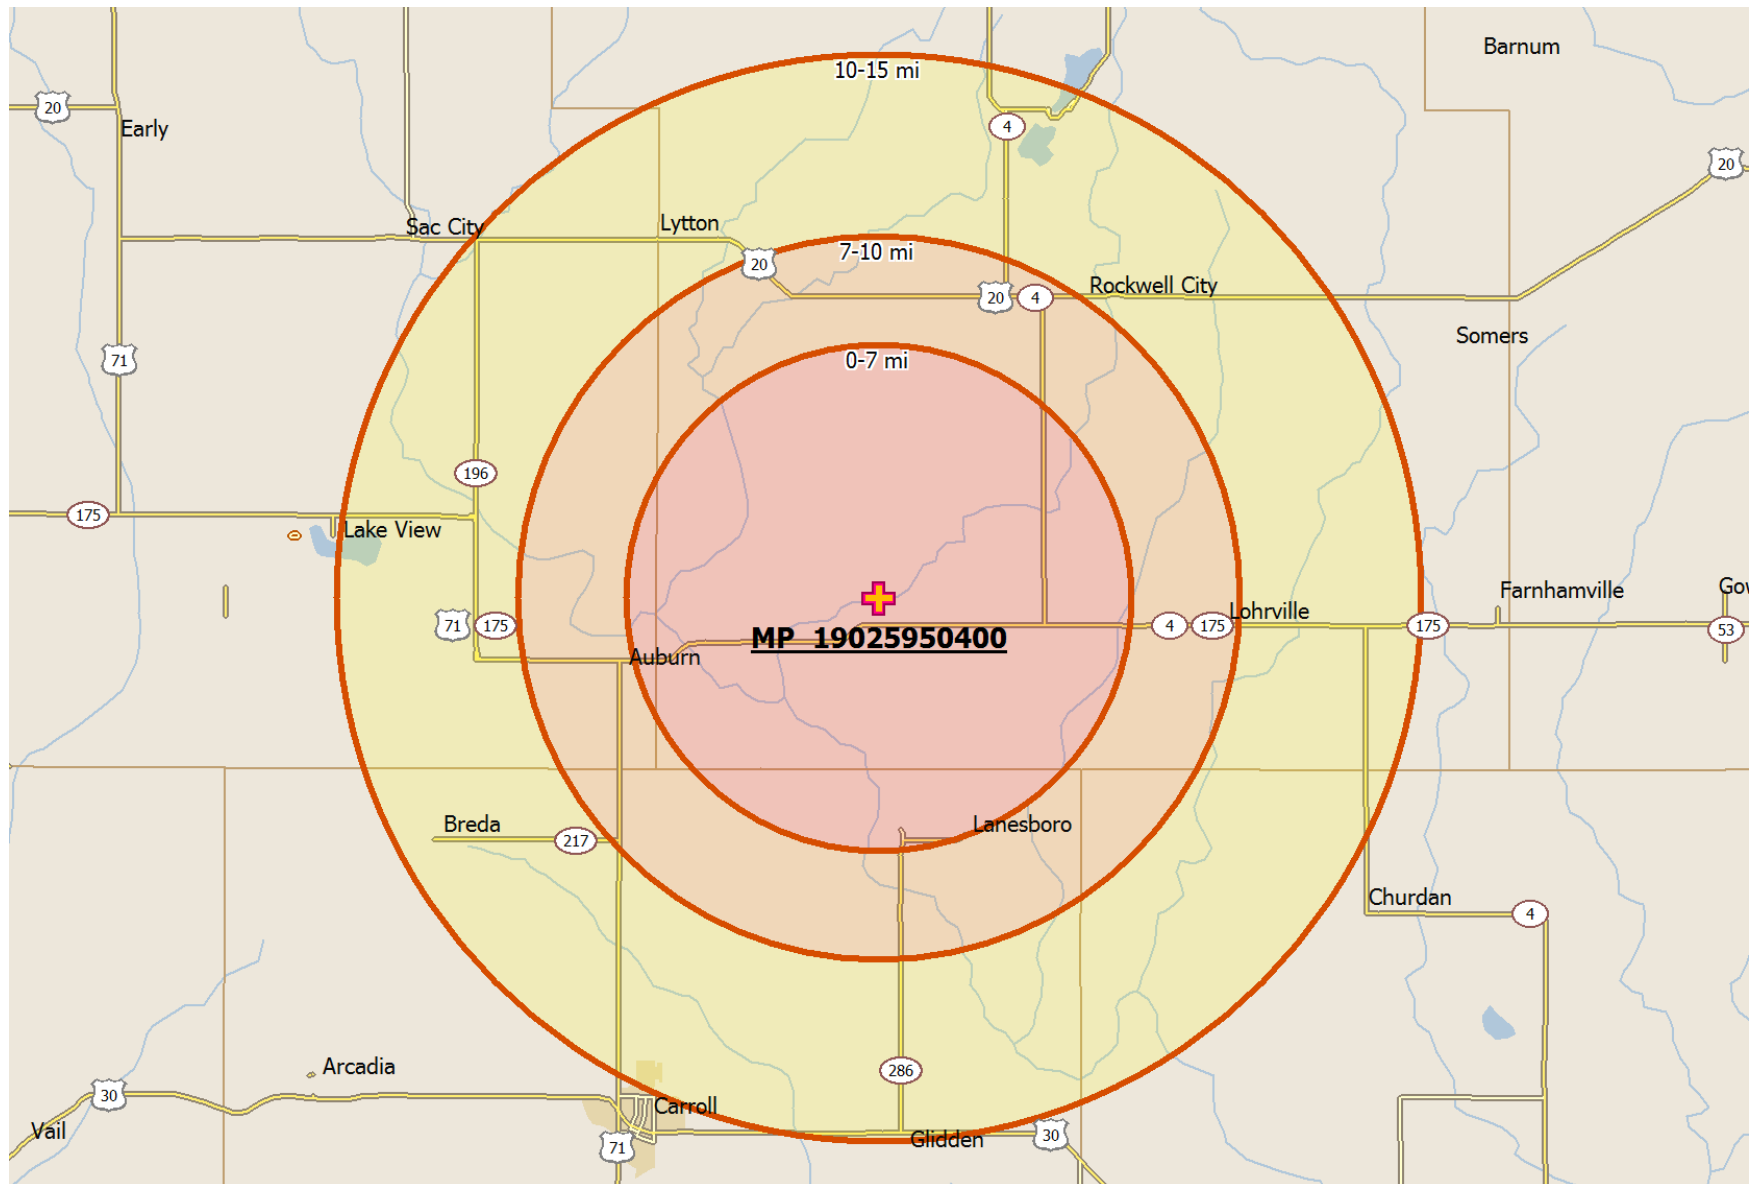 Barnum
10-15 mi
20
Early
4
20
Sac City
Lytton
7-10 mi
20
Rockwell City
20
4
Somers
71
0-7 mi
196
175
Lake View
Farnhamville
Gow
71
175
4
175
Lohrville
175
53
MP 19025950400
Auburn
Breda
217
Lanesboro
Churdan
4
Arcadia
286
30
Carroll
Vail
71
Glidden
30